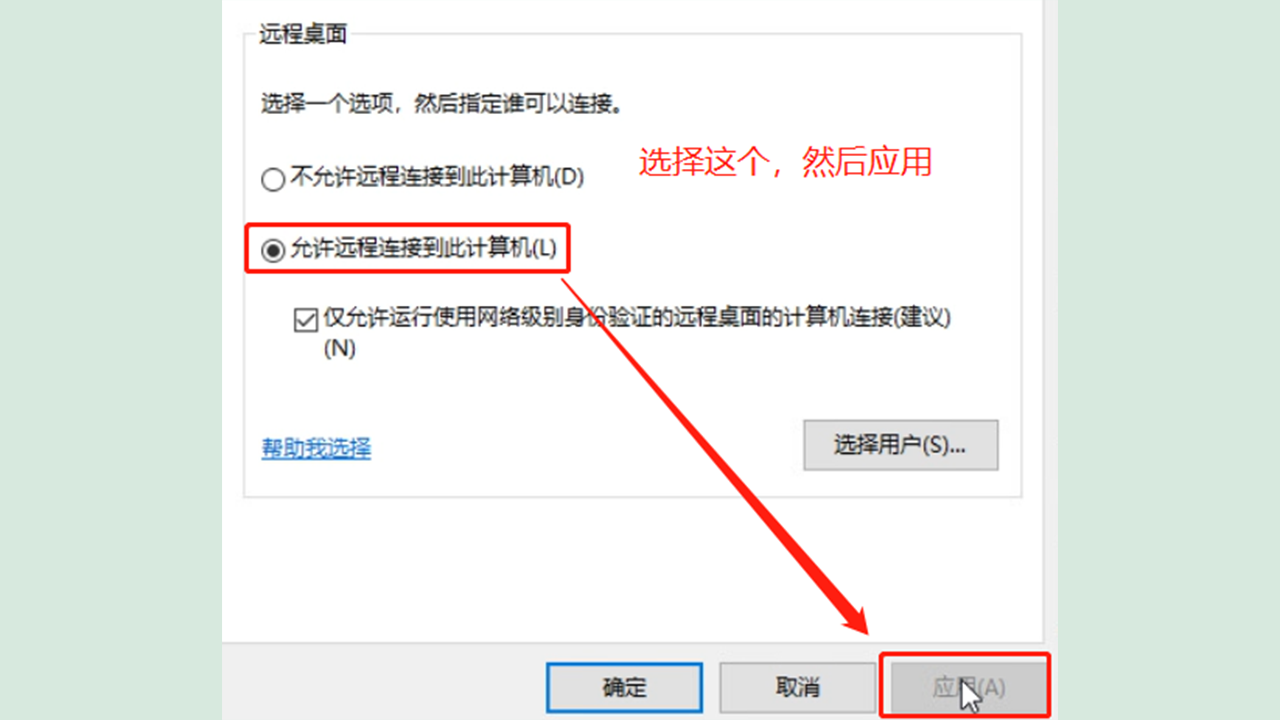 远程桌面
选择一个选项，然后指定谁可以连接。
选择这个，然后应用
不允许远程连接到此计算机(D)
允许远程连接到此计算机(L)
仅允许运行使用网络级别身份验证的远程桌面的计算机连接(建议)
(N)
帮助我选择
选择用户(S)...
确定
取消
应用(A)